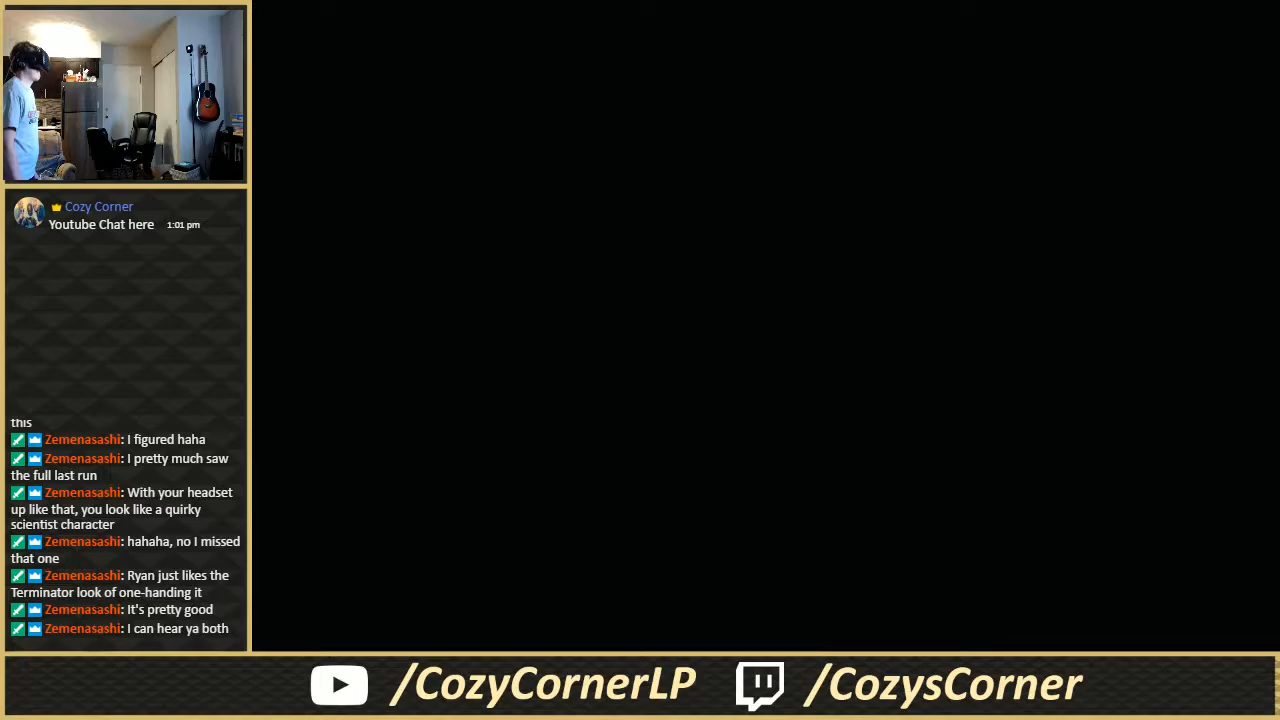 Cozy Corner
Youtube Chat here 1:01 pm
this
Zemenasashi: I figured haha
Zemenasashi: I pretty much saw
the full last run
Zemenasashi: With your headset
up like that, you look like a quirky
scientist character
Zemenasashi: hahaha, no I missed
that one
Zemenasashi: Ryan just likes the
Terminator look of one-handing it
Zemenasashi: It's pretty good
Zemenasashi: I can hear ya both
/CozyCornerLP /CozysCorner